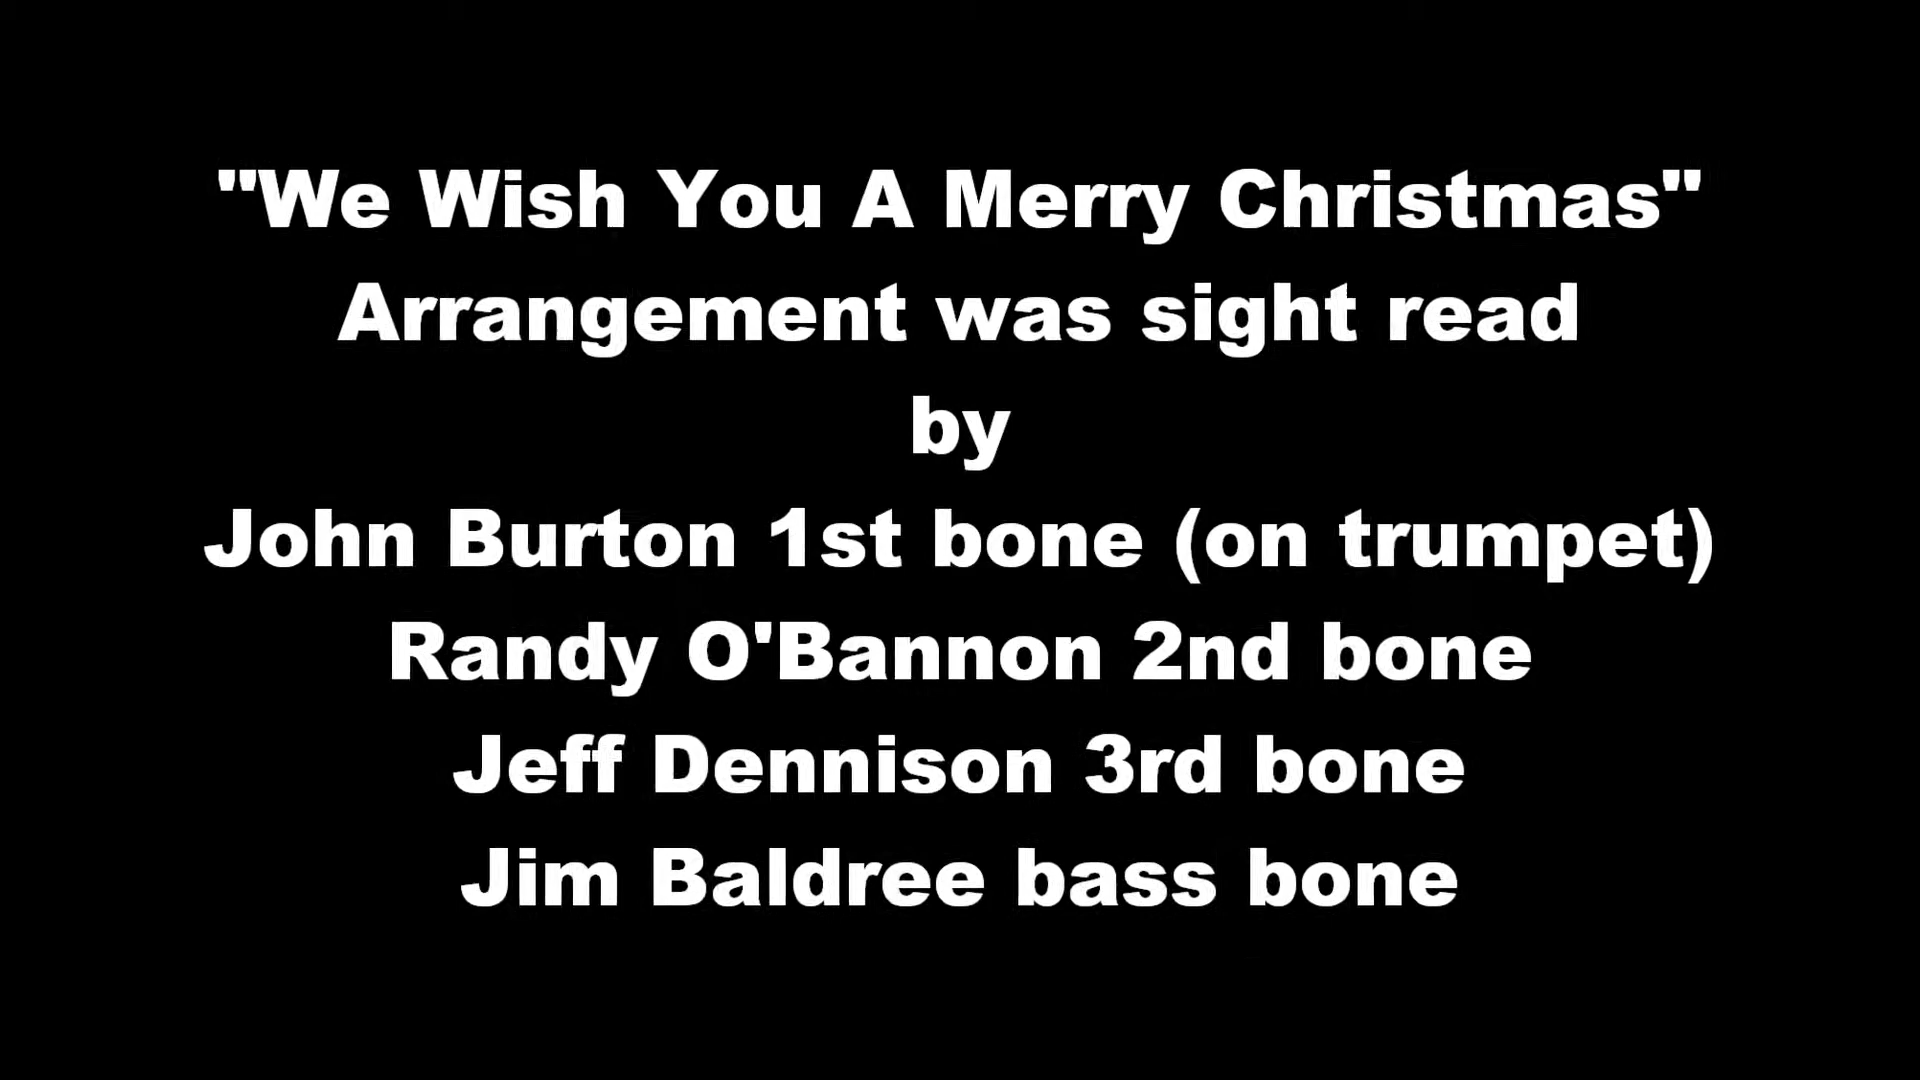 "We Wish You A Merry Christmas"
Arrangement was sight read
by
John Burton 1st bone (on trumpet)
Randy O'Bannon 2nd bone
Jeff Dennison 3rd bone
Jim Baldree bass bone